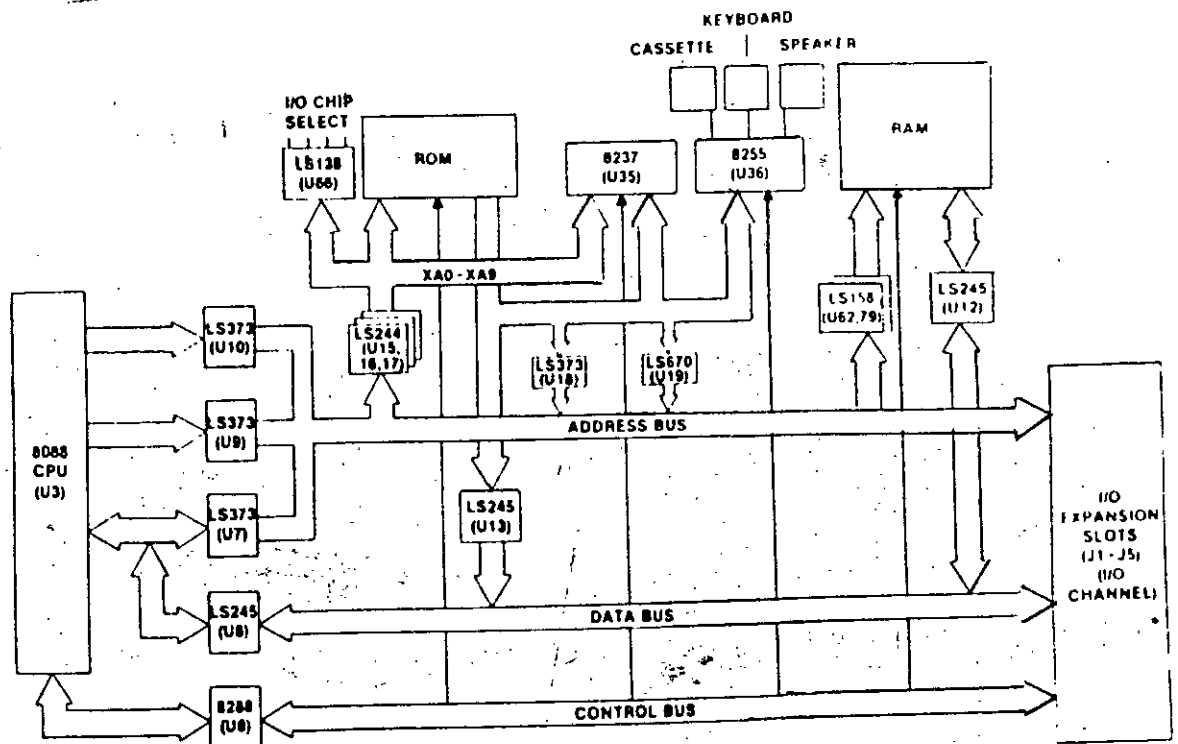 KEYBOARD
CASSETTE
SPEAKER
I/O CHIP
SELECT
LS138
(U66)
ROM
8237
(U35)
8255
(U36)
RAM
XA0 - XA9
LS373
(U10)
LS244
(U15,
16,17)
LS373
(U18)
LS670
(U19)
LS158
(U62,79)
LS245
(U12)
8088
CPU
(U3)
LS373
(U9)
ADDRESS BUS
LS373
(U7)
LS245
(U13)
I/O
EXPANSION
SLOTS
(J1 - J5)
(I/O
CHANNEL)
LS245
(U8)
DATA BUS
8288
(U6)
CONTROL BUS